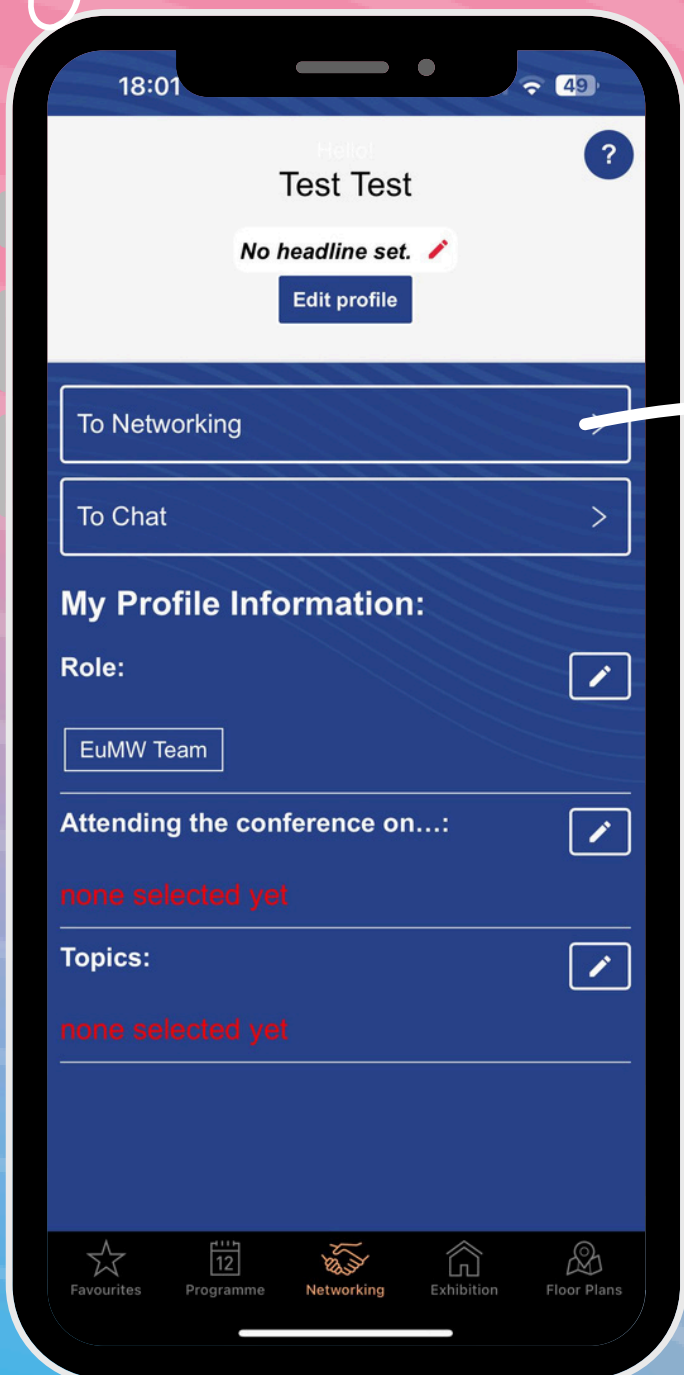 18:01
49
Hello!
?
Test Test
No headline set.
Edit profile
To Networking
To Chat
My Profile Information:
Role:
EuMW Team
Attending the conference on...:
none selected yet
Topics:
none selected yet
12
Favourites Programme Networking Exhibition Floor Plans